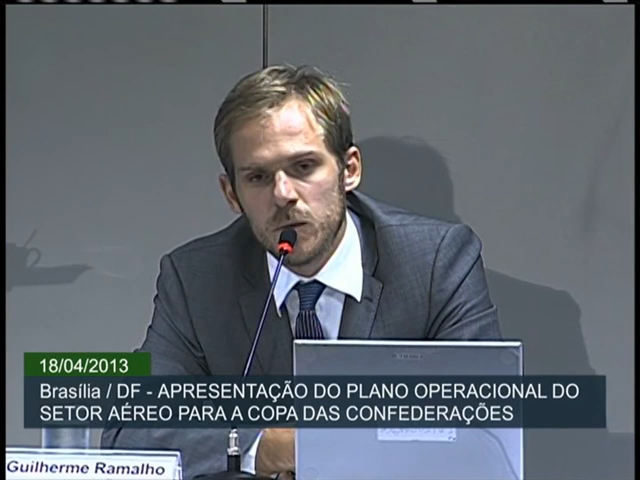 18/04/2013
Brasília / DF - APRESENTAÇÃO DO PLANO OPERACIONAL DO
SETOR AÉREO PARA A COPA DAS CONFEDERAÇÕES
Guilherme Ramalho